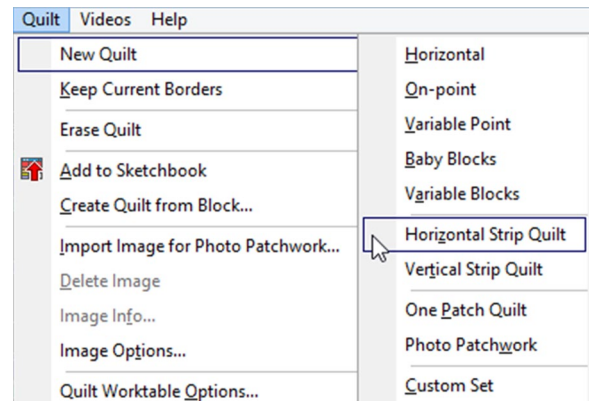 Quilt Videos Help
New Quilt
Keep Current Borders
Erase Quilt
Add to Sketchbook
Create Quilt from Block...
Import Image for Photo Patchwork...
Delete Image
Image Info...
Image Options...
Quilt Worktable Options...
Horizontal
On-point
Variable Point
Baby Blocks
Variable Blocks
Horizontal Strip Quilt
Vertical Strip Quilt
One Patch Quilt
Photo Patchwork
Custom Set